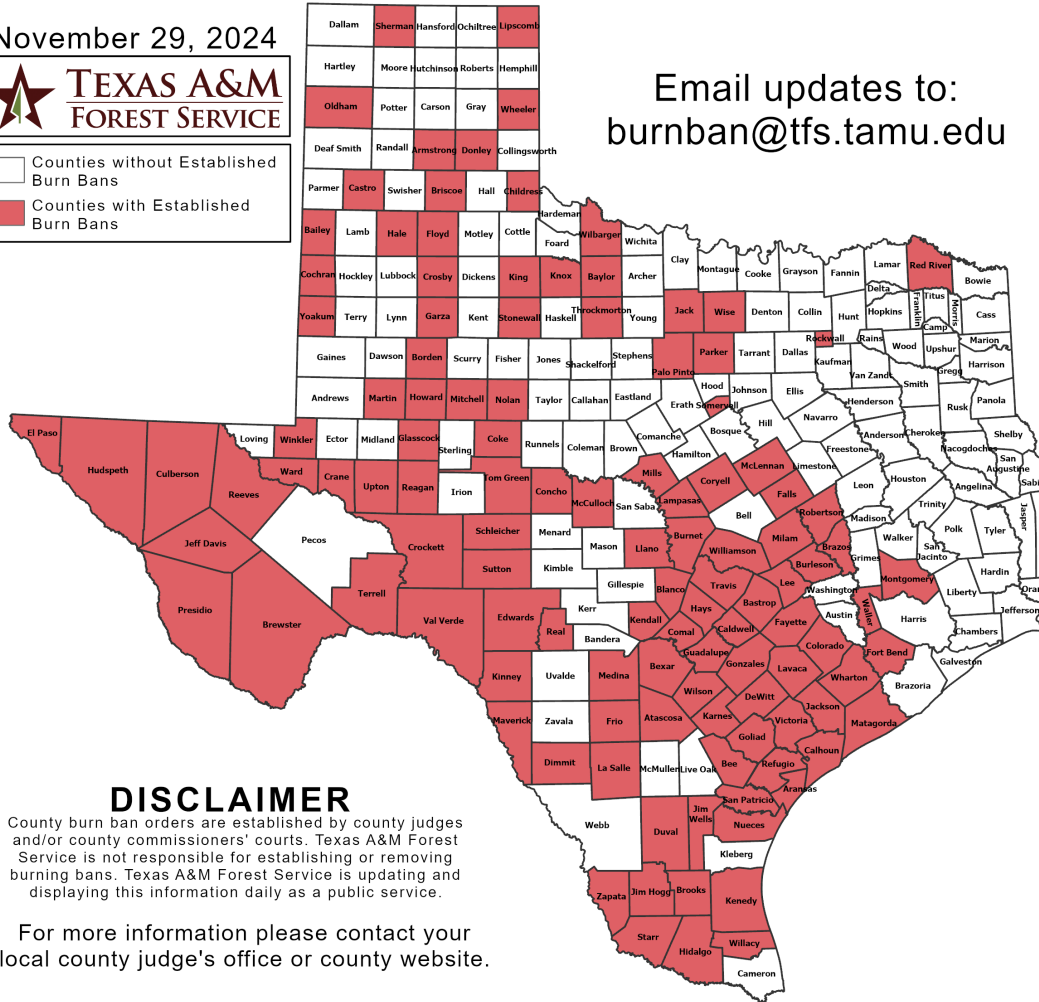 November 29, 2024
TEXAS A&M
FOREST SERVICE
Counties without Established
Burn Bans
Counties with Established
Burn Bans
Email updates to:
burnban@tfs.tamu.edu
Dallam Sherman Hansford Ochiltree Lipscomb
Hartley Moore Hutchinson Roberts Hemphill
Oldham Potter Carson Gray Wheeler
Deaf Smith Randall Armstrong Donley Collingsworth
Parmer Castro Swisher Briscoe Hall Childress
Hardeman
Bailey Lamb Hale Floyd Motley Cottle Foard Wilbarger Wichita
Clay Montague Cooke Grayson Fannin Lamar Red River Bowie
Cochran Hockley Lubbock Crosby Dickens King Knox Baylor Archer
Delta Franklin Titus Morris Cass
Yoakum Terry Lynn Garza Kent Stonewall Haskell Throckmorton Young Jack Wise Denton Collin Hunt Hopkins
Camp
Rockwall Rains Wood Upshur Marion
Gaines Dawson Borden Scurry Fisher Jones Shackelford Stephens Palo Pinto Parker Tarrant Dallas Kaufman Van Zandt Gregg Harrison
Andrews Martin Howard Mitchell Nolan Taylor Callahan Eastland Erath Hood Somervell Johnson Ellis Henderson Smith Rusk Panola
El Paso Hudspeth Culberson Reeves Loving Winkler Ector Midland Glasscock Sterling Coke Runnels Coleman Brown Comanche Hamilton Bosque Hill Navarro Freestone Anderson Cherokee Nacogdoches Shelby
San
Augustine
Ward Crane Upton Reagan Irion Tom Green Concho McCulloch San Saba Mills Lampasas Coryell McLennan Limestone Falls Leon Houston Angelina Sabi
Jeff Davis Pecos Crockett Schleicher Menard Mason Llano Burnet Bell Williamson Milam Robertson Brazos Madison Grimes Walker Trinity Polk Tyler Jasper
San
Jacinto
Presidio Brewster Terrell Val Verde Sutton Kimble Gillespie Blanco Travis Lee Burleson Washington Montgomery Liberty Hardin Oran
Edwards Real Kerr Bandera Kendall Comal Hays Caldwell Bastrop Fayette Austin Waller Harris Chambers Jefferson
Kinney Uvalde Medina Bexar Guadalupe Gonzales Lavaca Colorado Wharton Fort Bend Brazoria Galveston
Maverick Zavala Frio Atascosa Wilson Karnes DeWitt Victoria Jackson Matagorda
Dimmit La Salle McMullen Live Oak Bee Goliad Refugio Calhoun Aransas
Webb Duval Jim
Wells San Patricio Nueces
Kleberg
Zapata Jim Hogg Brooks Kenedy
Starr Hidalgo Willacy
Cameron
DISCLAIMER
County burn ban orders are established by county judges
and/or county commissioners' courts. Texas A&M Forest
Service is not responsible for establishing or removing
burning bans. Texas A&M Forest Service is updating and
displaying this information daily as a public service.
For more information please contact your
local county judge's office or county website.